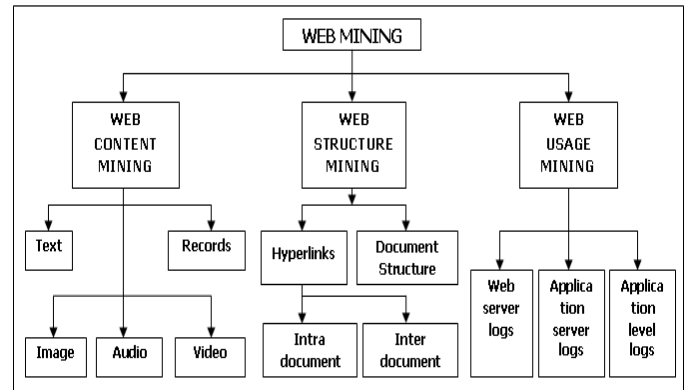 WEB MINING
WEB
CONTENT
MINING
WEB
STRUCTURE
MINING
WEB
USAGE
MINING
Text
Records
Hyperlinks
Document
Structure
Web
server
logs
Applica
tion
server
logs
Applica
tion
level
logs
Image
Audio
Video
Intra
document
Inter
document